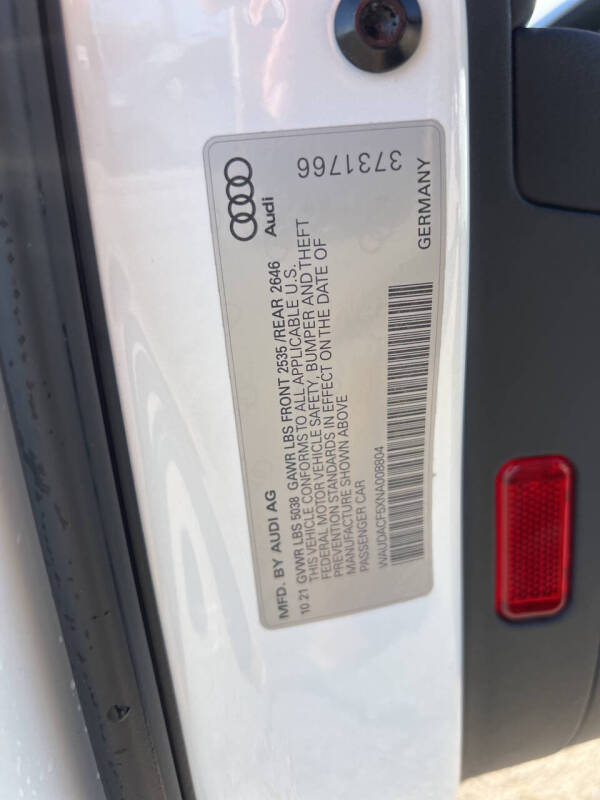 MFD. BY AUDI AG
Audi
10.21 GVWR LBS 5038 GAWR LBS FRONT 2535 /REAR 2646
THIS VEHICLE CONFORMS TO ALL APPLICABLE U.S.
FEDERAL MOTOR VEHICLE SAFETY, BUMPER AND THEFT
PREVENTION STANDARDS IN EFFECT ON THE DATE OF
MANUFACTURE SHOWN ABOVE
PASSENGER CAR
WAUDACF5XNA008804
GERMANY
3731766